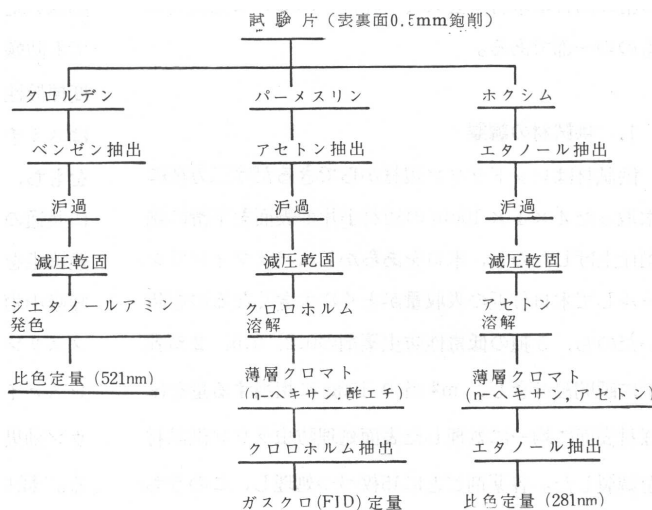 試験片（表裏面0.5mm鉋削）
クロルデン
ベンゼン抽出
沪過
減圧乾固
ジエタノールアミン
発色
比色定量 (521nm)
パーメスリン
アセトン抽出
沪過
減圧乾固
クロロホルム
溶解
薄層クロマト
(n-ヘキサン.酢エチ)
クロロホルム抽出
ガスクロ(FID) 定量
ホクシム
エタノール抽出
沪過
減圧乾固
アセトン
溶解
薄層クロマト
(n-ヘキサン,アセトン)
エタノール抽出
比色定量 (281nm)